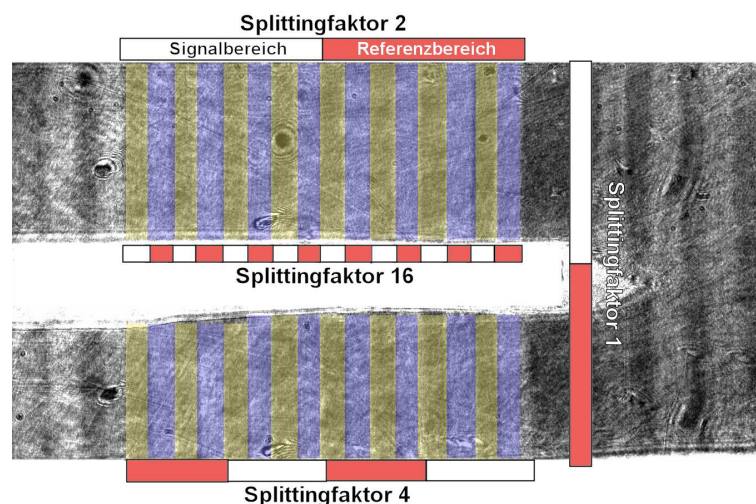 Splittingfaktor 2
Signalbereich
Referenzbereich
Splittingfaktor 16
Splittingfaktor 1
Splittingfaktor 4